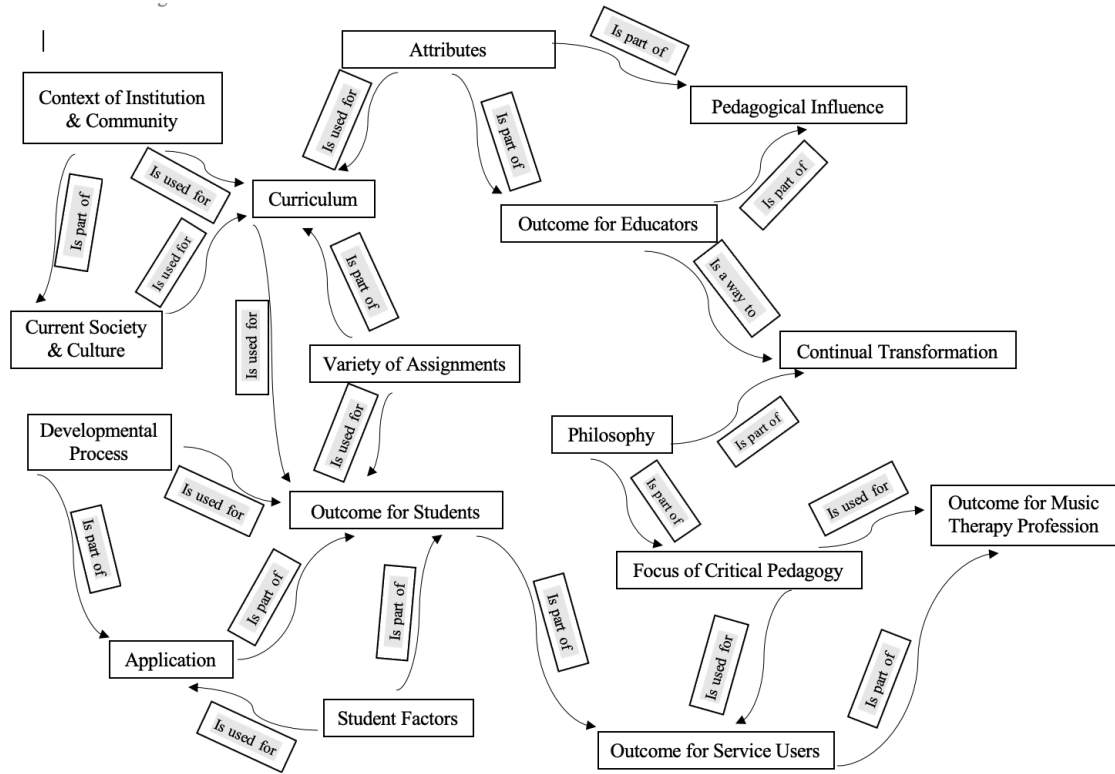 Attributes
Is part of
Context of Institution
& Community
Pedagogical Influence
Is used for
Is part of
Is used for
Is part of
Curriculum
Is part of
Outcome for Educators
Is used for
Is part of
Is a way to
Current Society
& Culture
Is used for
Variety of Assignments
Continual Transformation
Is used for
Developmental
Process
Philosophy
Is part of
Is used for
Is part of
Is used for
Outcome for Students
Outcome for Music
Therapy Profession
Is part of
Focus of Critical Pedagogy
Is part of
Is part of
Is part of
Application
Is used for
Is part of
Student Factors
Is used for
Outcome for Service Users